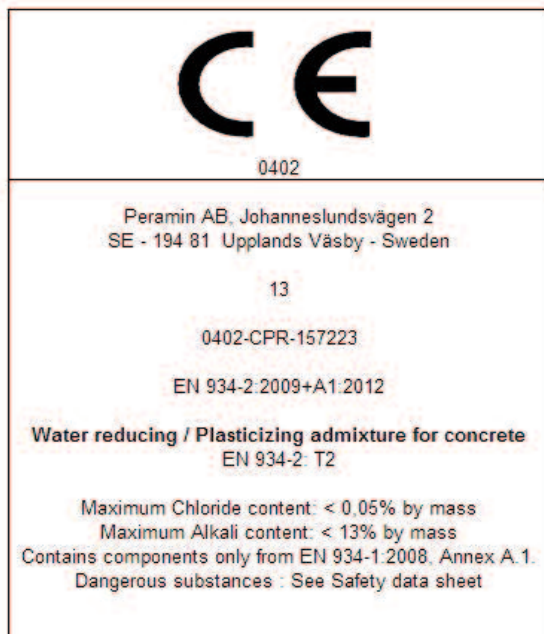 CE
0402
Peramin AB, Johanneslundsvägen 2
SE - 194 81 Upplands Väsby - Sweden
13
0402-CPR-157223
EN 934-2:2009+A1:2012
Water reducing / Plasticizing admixture for concrete
EN 934-2: T2
Maximum Chloride content: < 0,05% by mass
Maximum Alkali content: < 13% by mass
Contains components only from EN 934-1:2008, Annex A.1.
Dangerous substances : See Safety data sheet